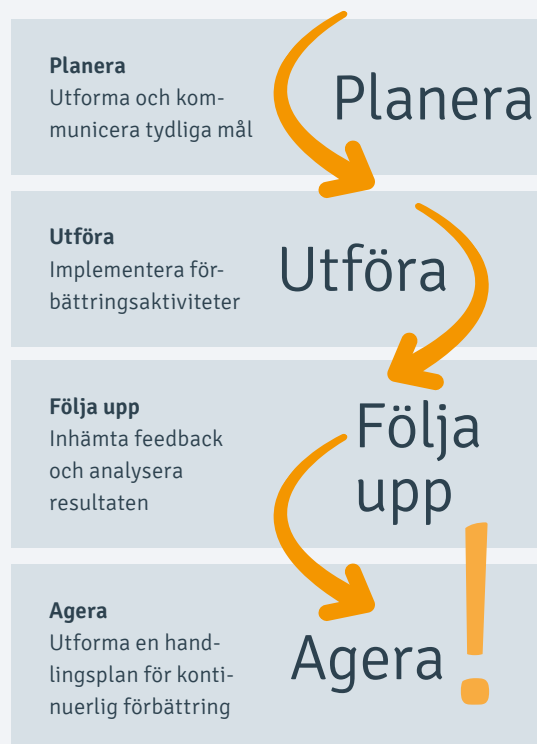 Planera
Utforma och kom-
municera tydliga mål
Planera
Utföra
Implementera för-
bättringsaktiviteter
Utföra
Följa upp
Inhämta feedback
och analysera
resultaten
Följa
upp
Agera
Utforma en hand-
lingsplan för konti-
nuerlig förbättring
Agera!